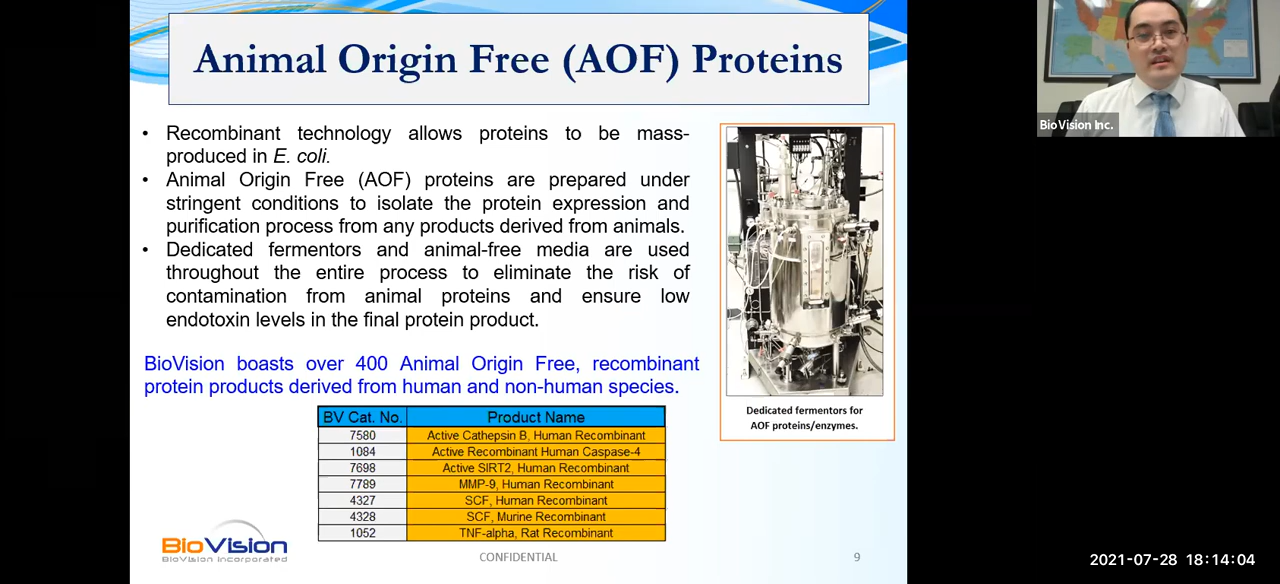 Animal Origin Free (AOF) Proteins
• Recombinant technology allows proteins to be mass-
produced in E. coli.
• Animal Origin Free (AOF) proteins are prepared under
stringent conditions to isolate the protein expression and
purification process from any products derived from animals.
• Dedicated fermentors and animal-free media are used
throughout the entire process to eliminate the risk of
contamination from animal proteins and ensure low
endotoxin levels in the final protein product.
BioVision boasts over 400 Animal Origin Free, recombinant
protein products derived from human and non-human species.
BV Cat. No. Product Name
7580 Active Cathepsin B, Human Recombinant
1084 Active Recombinant Human Caspase-4
7698 Active SIRT2, Human Recombinant
7789 MMP-9, Human Recombinant
4327 SCF, Human Recombinant
4328 SCF, Murine Recombinant
1052 TNF-alpha, Rat Recombinant
Dedicated fermentors for
AOF proteins/enzymes.
BioVision
BioVision Incorporated
CONFIDENTIAL
9
BioVision Inc.
2021-07-28 18:14:04